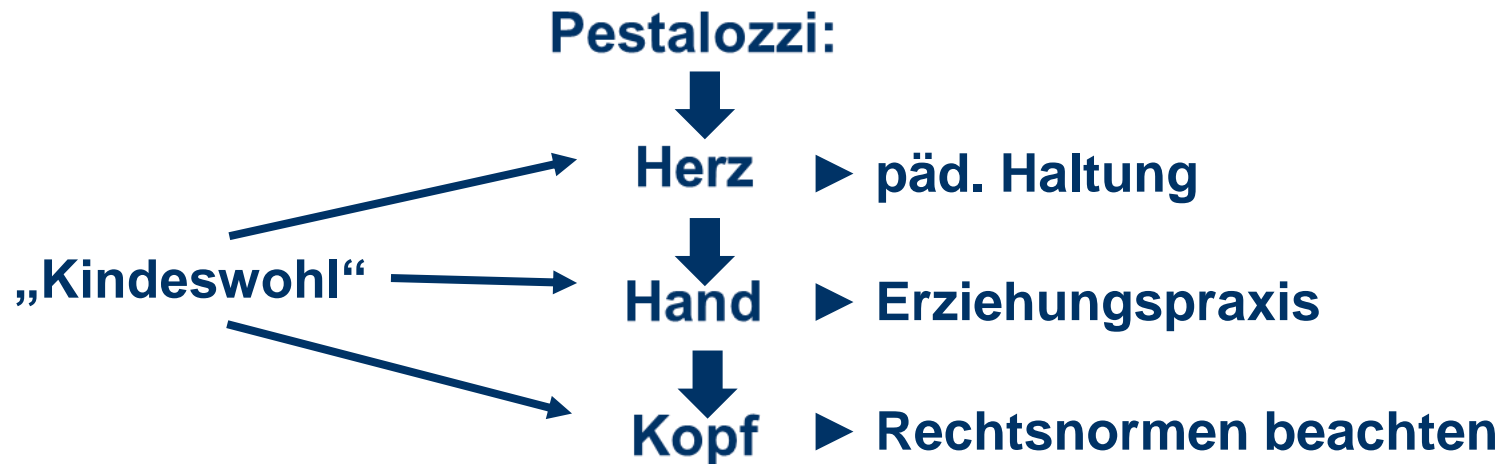 Pestalozzi:
Herz ► päd. Haltung
„Kindeswohl“
Hand ► Erziehungspraxis
Kopf ► Rechtsnormen beachten